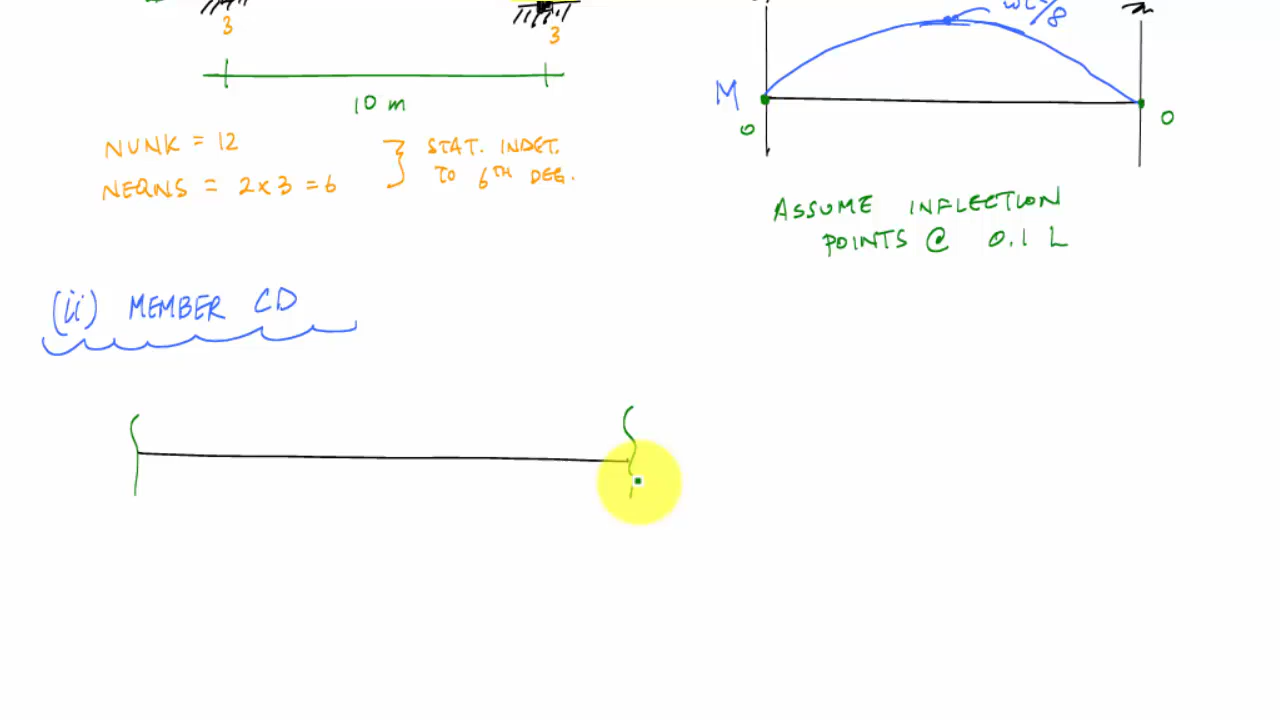 3
3
10 m
NUNK = 12
NEQNS = 2 x 3 = 6
STAT. INDET.
TO 6TH DEG.
M
0
0
ASSUME INFLECTION
POINTS @ 0.1 L
(ii) MEMBER CD